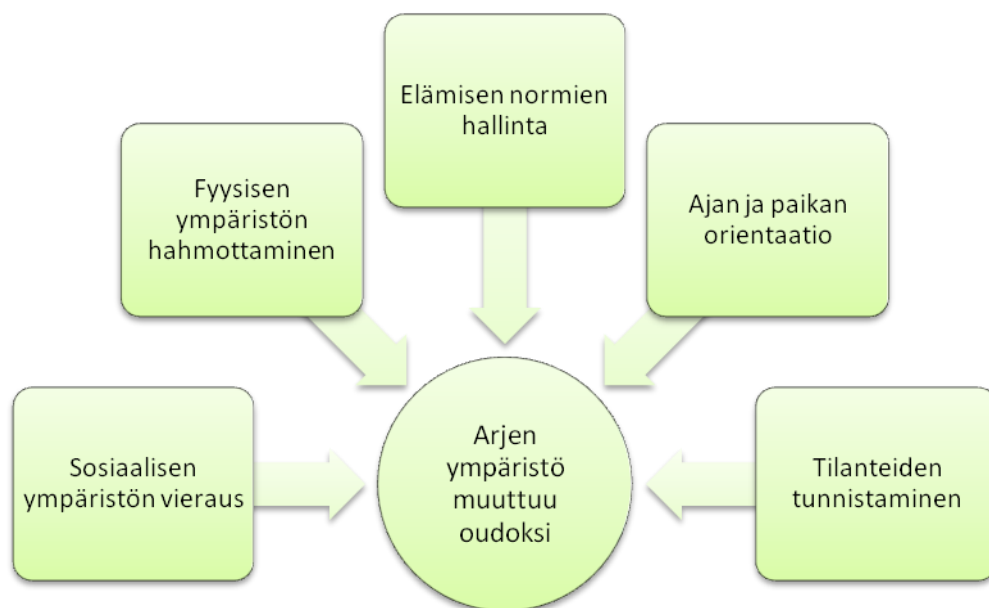 Elämisen normien
hallinta
Fyysisen
ympäristön
hahmottaminen
Ajan ja paikan
orientaatio
Sosiaalisen
ympäristön vieraus
Arjen
ympäristö
muuttuu
oudoksi
Tilanteiden
tunnistaminen